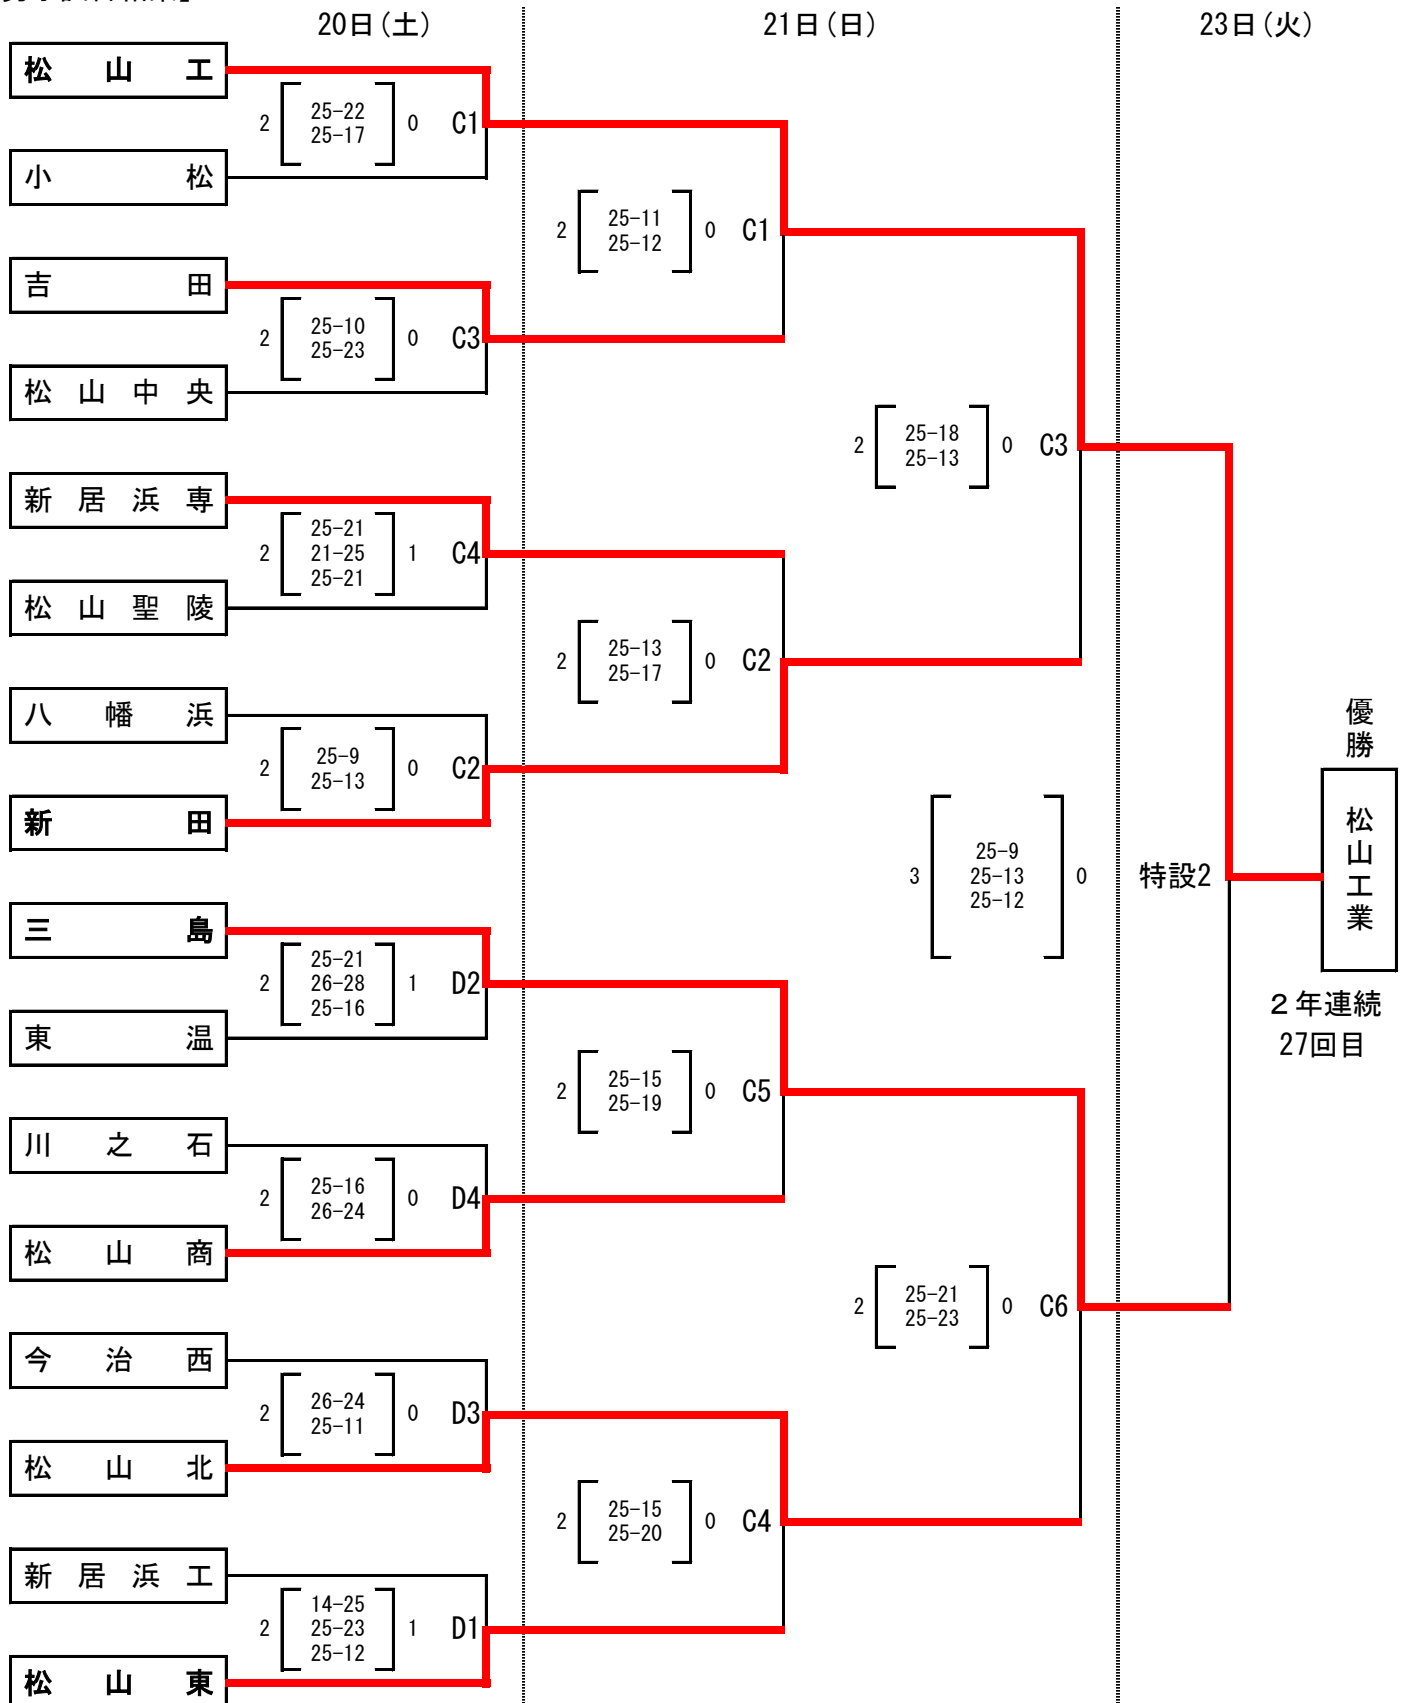 20日(土) 21日(日) 23日(火)
松山工
2 25-22 0 C1
25-17
小松
2 25-11 0 C1
25-12
吉田
2 25-10 0 C3
25-23
松山中央
2 25-18 0 C3
25-13
新居浜専
25-21
2 21-25 1 C4
25-21
松山聖陵
2 25-13 0 C2
25-17
八幡浜
2 25-9 0 C2
25-13
新田
優勝
松山工業
2年連続
27回目
25-9
3 25-13 0 特設2
25-12
三島
25-21
2 26-28 1 D2
25-16
東温
2 25-15 0 C5
25-19
川之石
2 25-16 0 D4
26-24
松山商
2 25-21 0 C6
25-23
今治西
2 26-24 0 D3
25-11
松山北
2 25-15 0 C4
25-20
新居浜工
14-25
2 25-23 1 D1
25-12
松山東